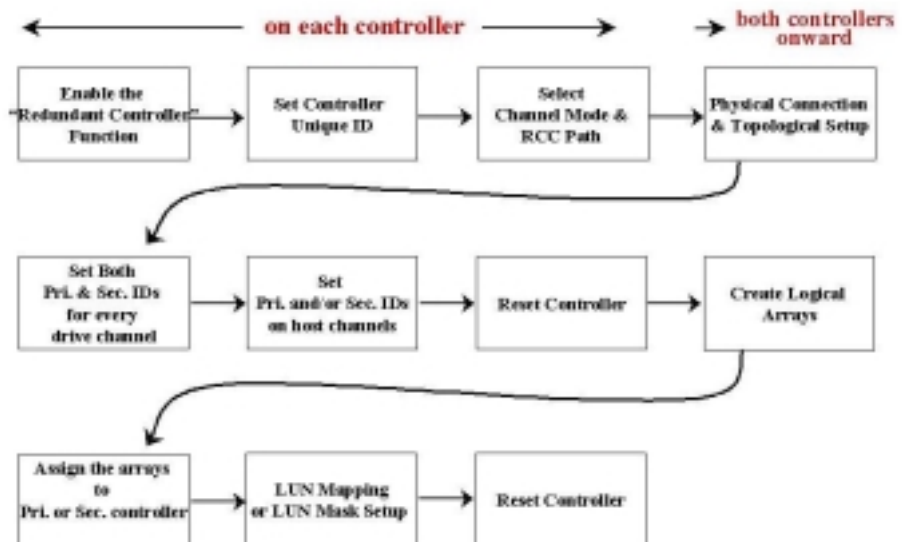 on each controller
both controllers
onward
Enable the
"Redundant Controller"
Function
Set Controller
Unique ID
Select
Channel Mode &
RCC Path
Physical Connection
& Topological Setup
Set Both
Pri. & Sec. IDs
for every
drive channel
Set
Pri. and/or Sec. IDs
on host channels
Reset Controller
Create Logical
Arrays
Assign the arrays
to
Pri. or Sec. controller
LUN Mapping
or LUN Mask Setup
Reset Controller